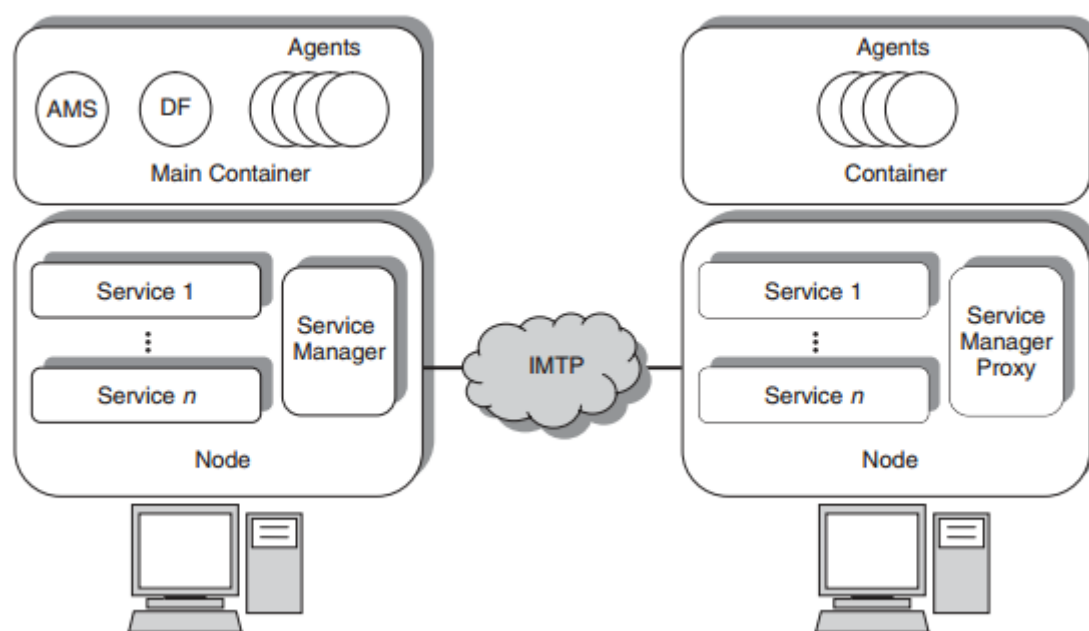 Agents
AMS
DF
Main Container
Service 1
Service
Manager
Service n
Node
IMTP
Agents
Container
Service 1
Service
Manager
Proxy
Service n
Node